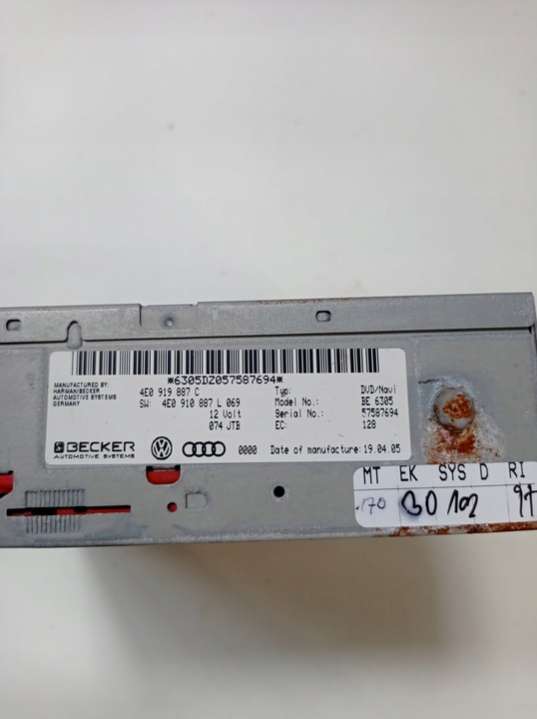 *6305DZ057587694*
MANUFACTURED BY:
HARMAN/BECKER
AUTOMOTIVE SYSTEMS
GERMANY
4E0 919 887 C
SW: 4E0 910 887 L 069
12 Volt
074 JTB
Typ: DVD/Navi
Model No.: BE 6305
Serial No.: 57587694
EC: 128
BECKER
AUTOMOTIVE SYSTEMS
0000 Date of manufacture: 19.04.05
MT EK SYS D RI
170 102